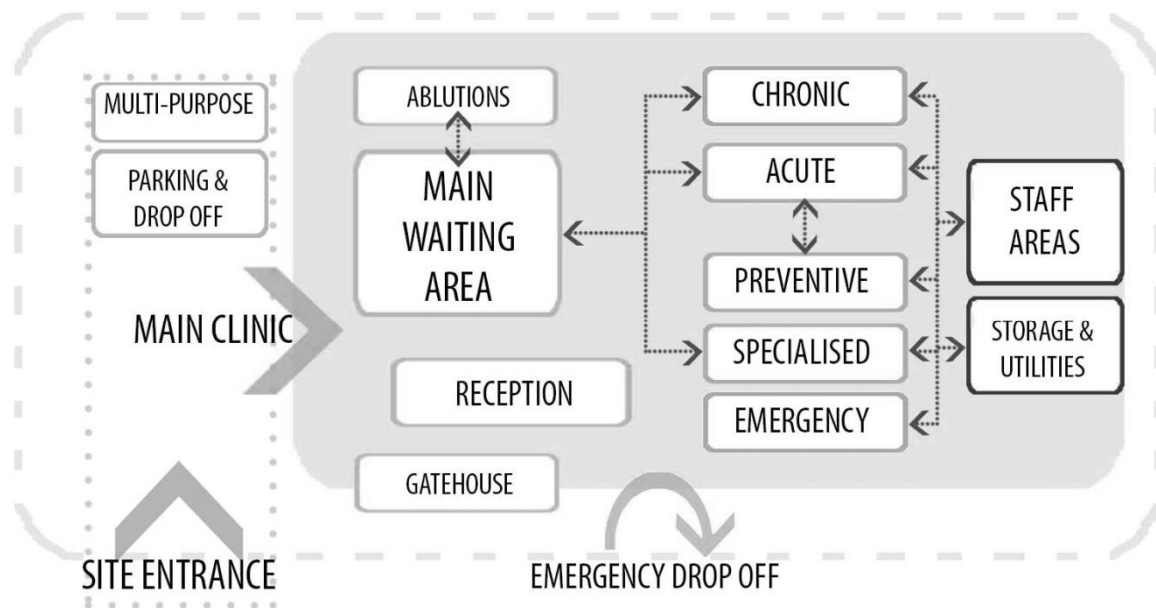 MULTI-PURPOSE
PARKING &
DROP OFF
MAIN CLINIC
SITE ENTRANCE
ABLUTIONS
MAIN
WAITING
AREA
RECEPTION
GATEHOUSE
CHRONIC
ACUTE
PREVENTIVE
SPECIALISED
EMERGENCY
EMERGENCY DROP OFF
STAFF
AREAS
STORAGE &
UTILITIES